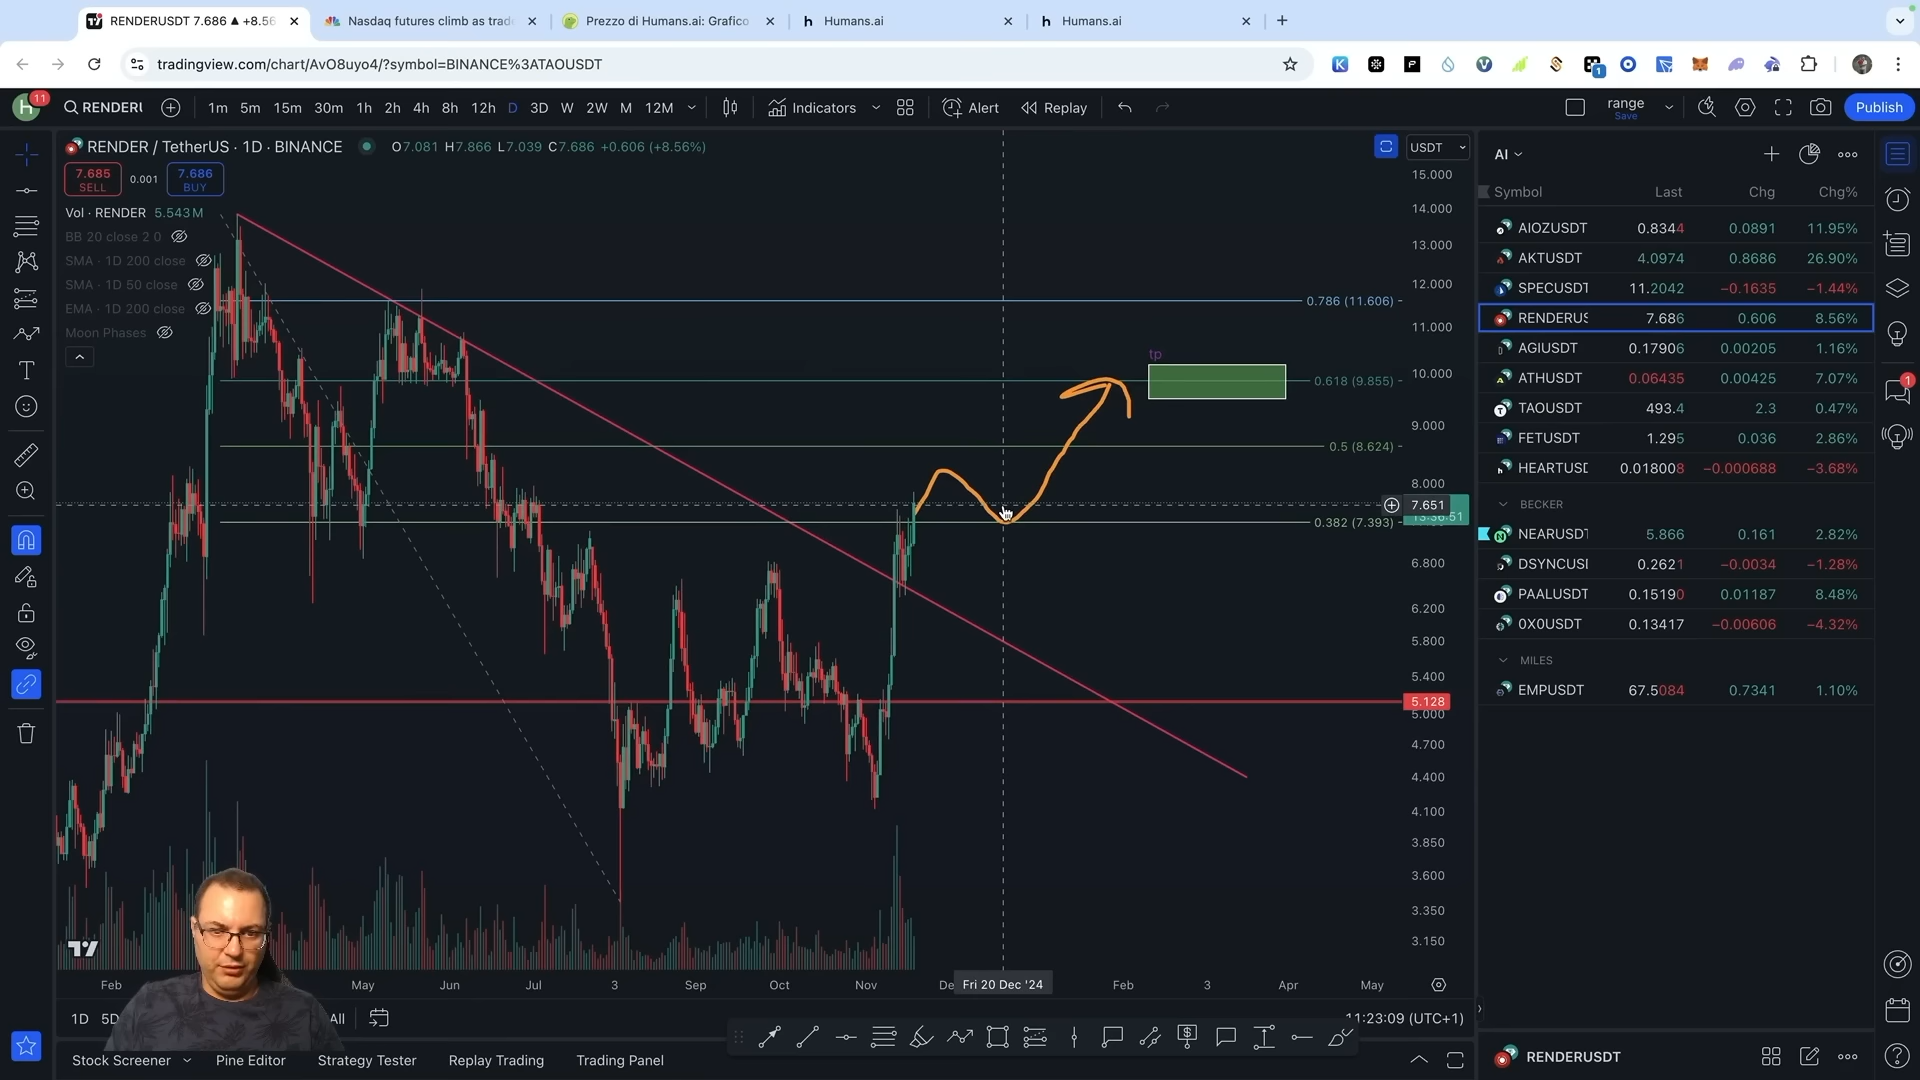 RENDERUSDT 7.686 ▲ +8.56
Nasdaq futures climb as trad
Prezzo di Humans.ai: Grafico
Humans.ai
Humans.ai
tradingview.com/chart/AvO8uyo4/?symbol=BINANCE%3ATAOUSDT
H 11
RENDERU
1m 5m 15m 30m 1h 2h 4h 8h 12h D 3D W 2W M 12M
Indicators
Alert
Replay
range
Save
Publish
RENDER / TetherUS · 1D · BINANCE
O7.081 H7.866 L7.039 C7.686 +0.606 (+8.56%)
USDT
7.685
SELL
0.001
7.686
BUY
Vol · RENDER 5.543M
BB 20 close 2 0
SMA · 1D 200 close
SMA · 1D 50 close
EMA · 1D 200 close
Moon Phases
tp
0.786 (11.606)
0.618 (9.855)
0.5 (8.624)
0.382 (7.393)
15.000
14.000
13.000
12.000
11.000
10.000
9.000
8.000
7.651
13:36:51
6.800
6.200
5.800
5.400
5.128
5.000
4.700
4.400
4.100
3.850
3.600
3.350
3.150
Feb
May
Jun
Jul
3
Sep
Oct
Nov
De
Fri 20 Dec '24
Feb
3
Apr
May
1D 5D
All
11:23:09 (UTC+1)
Stock Screener
Pine Editor
Strategy Tester
Replay Trading
Trading Panel
AI
Symbol Last Chg Chg%
AIOZUSDT 0.8344 0.0891 11.95%
AKTUSDT 4.0974 0.8686 26.90%
SPECUSDT 11.2042 −0.1635 −1.44%
RENDERUS 7.686 0.606 8.56%
AGIUSDT 0.17906 0.00205 1.16%
ATHUSDT 0.06435 0.00425 7.07%
TAOUSDT 493.4 2.3 0.47%
FETUSDT 1.295 0.036 2.86%
HEARTUSD 0.018008 −0.000688 −3.68%
BECKER
NEARUSDT 5.866 0.161 2.82%
DSYNCUSI 0.2621 −0.0034 −1.28%
PAALUSDT 0.15190 0.01187 8.48%
0X0USDT 0.13417 −0.00606 −4.32%
MILES
EMPUSDT 67.5084 0.7341 1.10%
RENDERUSDT
1
1